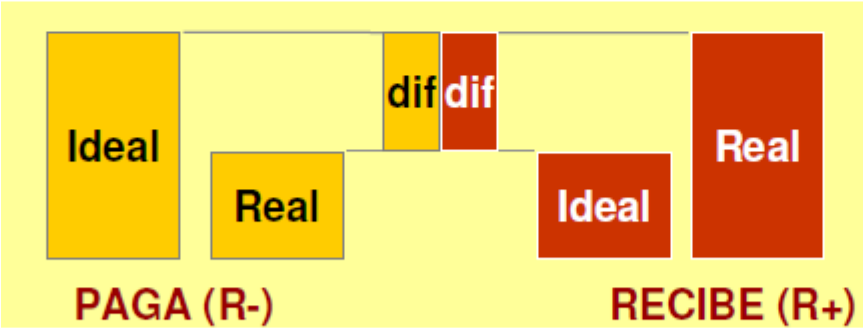 dif dif
Ideal Real
Real Ideal
PAGA (R-) RECIBE (R+)